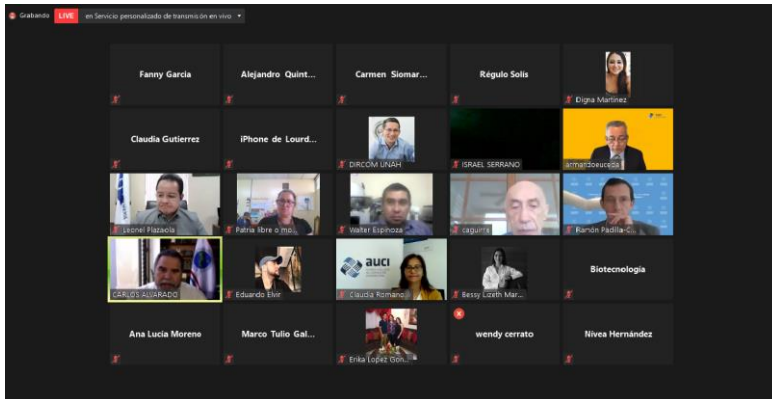 Grabando LIVE en Servicio personalizado de transmisión en vivo
Fanny Garcia
Alejandro Quint...
Carmen Siomar...
Régulo Solís
Digna Martinez
Claudia Gutierrez
iPhone de Lourd...
DIRCOM UNAH
ISRAEL SERRANO
armandoeuceda
Leonel Plazaola
Patria libre o mo...
Walter Espinoza
caguirre
Ramón Padilla-C...
CARLOS ALVARADO
Eduardo Elvir
auci
Claudia Romano
Bessy Lizeth Mar...
Biotecnología
Ana Lucía Moreno
Marco Tulio Gal...
Erika Lopez Gon...
wendy cerrato
Nívea Hernández